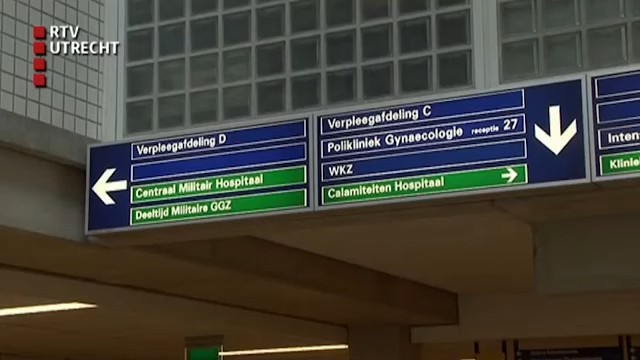 RTV
UTRECHT
Verpleegafdeling D
Centraal Militair Hospitaal
Deeltijd Militaire GGZ
Verpleegafdeling C
Polikliniek Gynaecologie receptie 27
WKZ
Calamiteiten Hospitaal